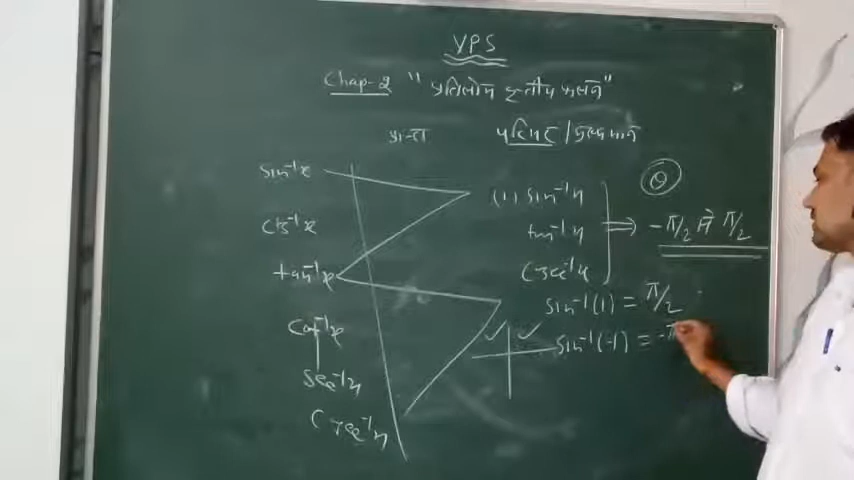 YPS
Chap-2 "प्रतिलोम वृत्तीय फलन"
प्रान्त परिसर / मुख्य मान
sin⁻¹x
cos⁻¹x
tan⁻¹x
Cot⁻¹x
Sec⁻¹x
Cosec⁻¹x
(1) sin⁻¹x
tan⁻¹x
Cosec⁻¹x
⇒ -π/2 से π/2
θ
sin⁻¹(1) = π/2
sin⁻¹(-1) = -π